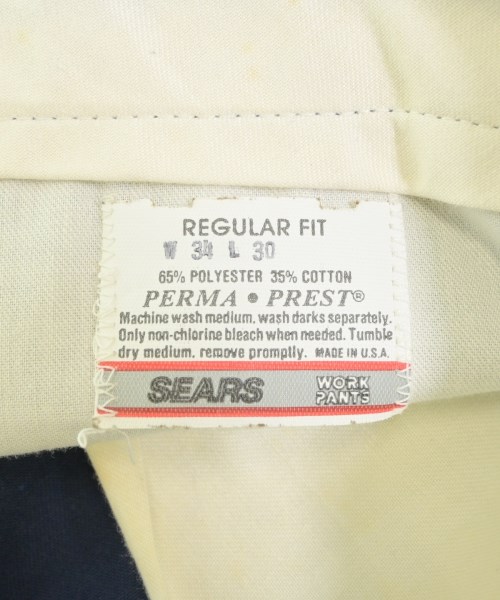 REGULAR FIT
W 34 L 30
65% POLYESTER 35% COTTON
PERMA • PREST®
Machine wash medium, wash darks separately.
Only non-chlorine bleach when needed. Tumble
dry medium, remove promptly. MADE IN U.S.A.
SEARS WORK
PANTS